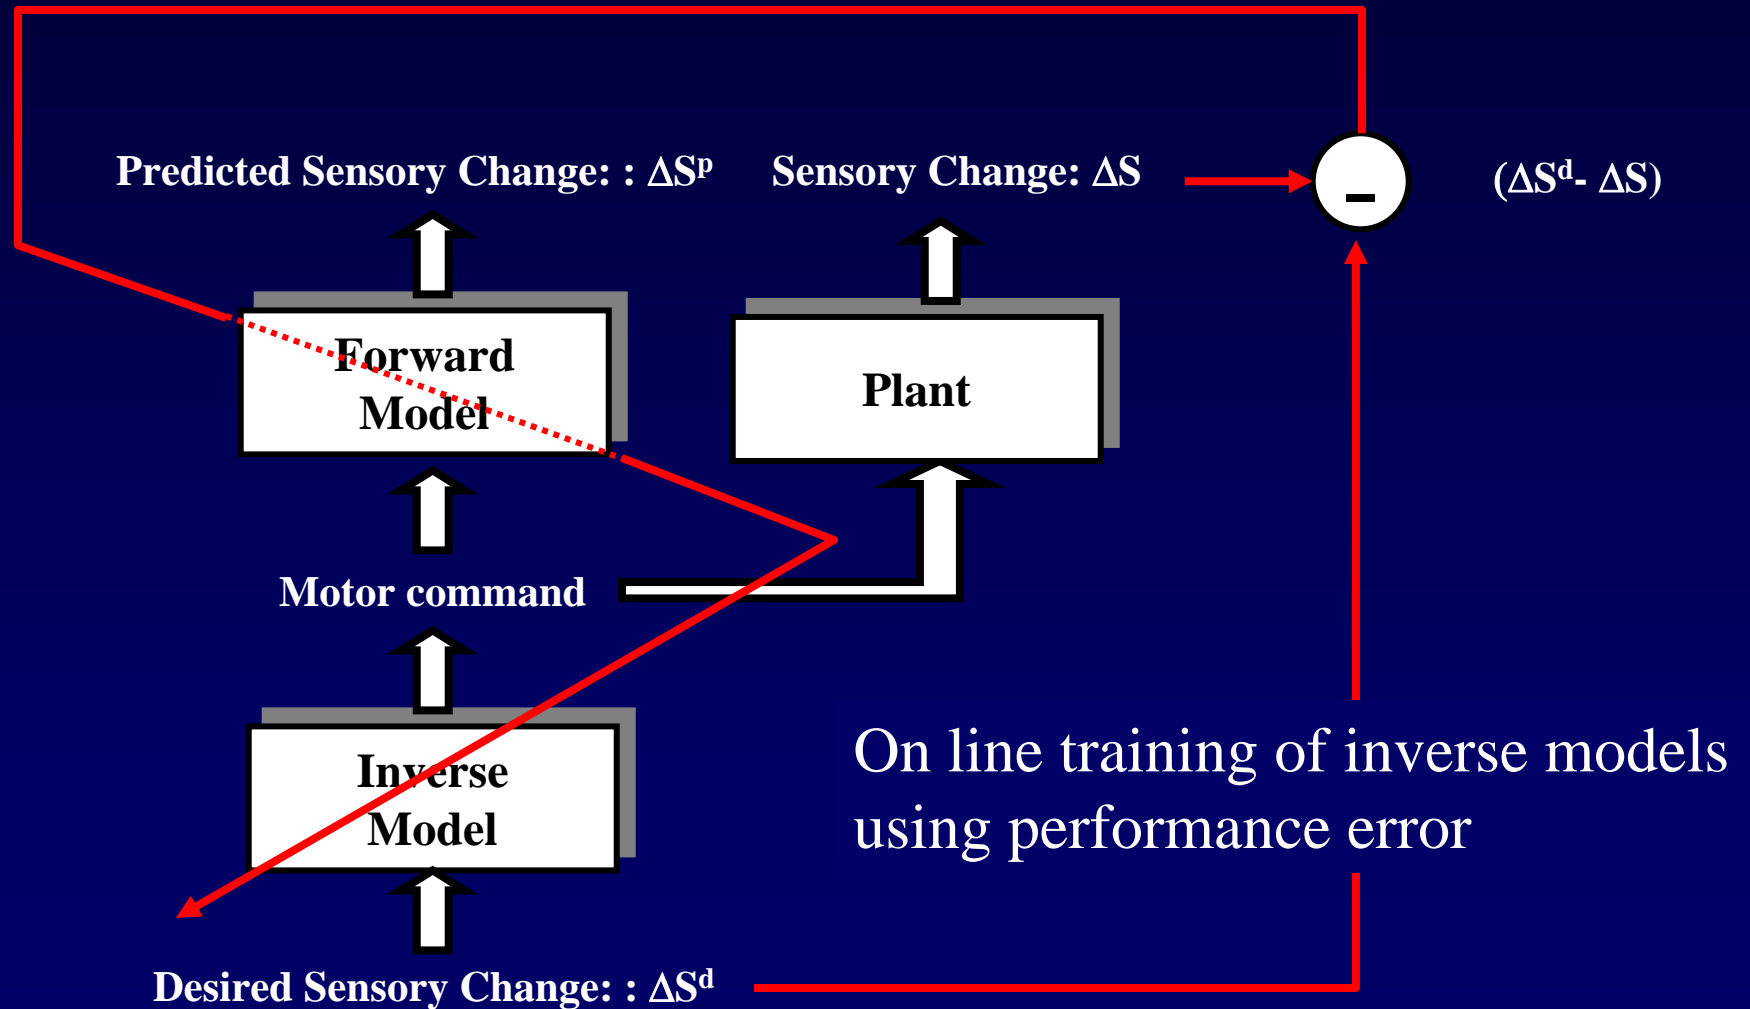 Predicted Sensory Change: : ΔSᵖ
Sensory Change: ΔS
-
(ΔSᵈ- ΔS)
Forward
Model
Plant
Motor command
Inverse
Model
On line training of inverse models
using performance error
Desired Sensory Change: : ΔSᵈ